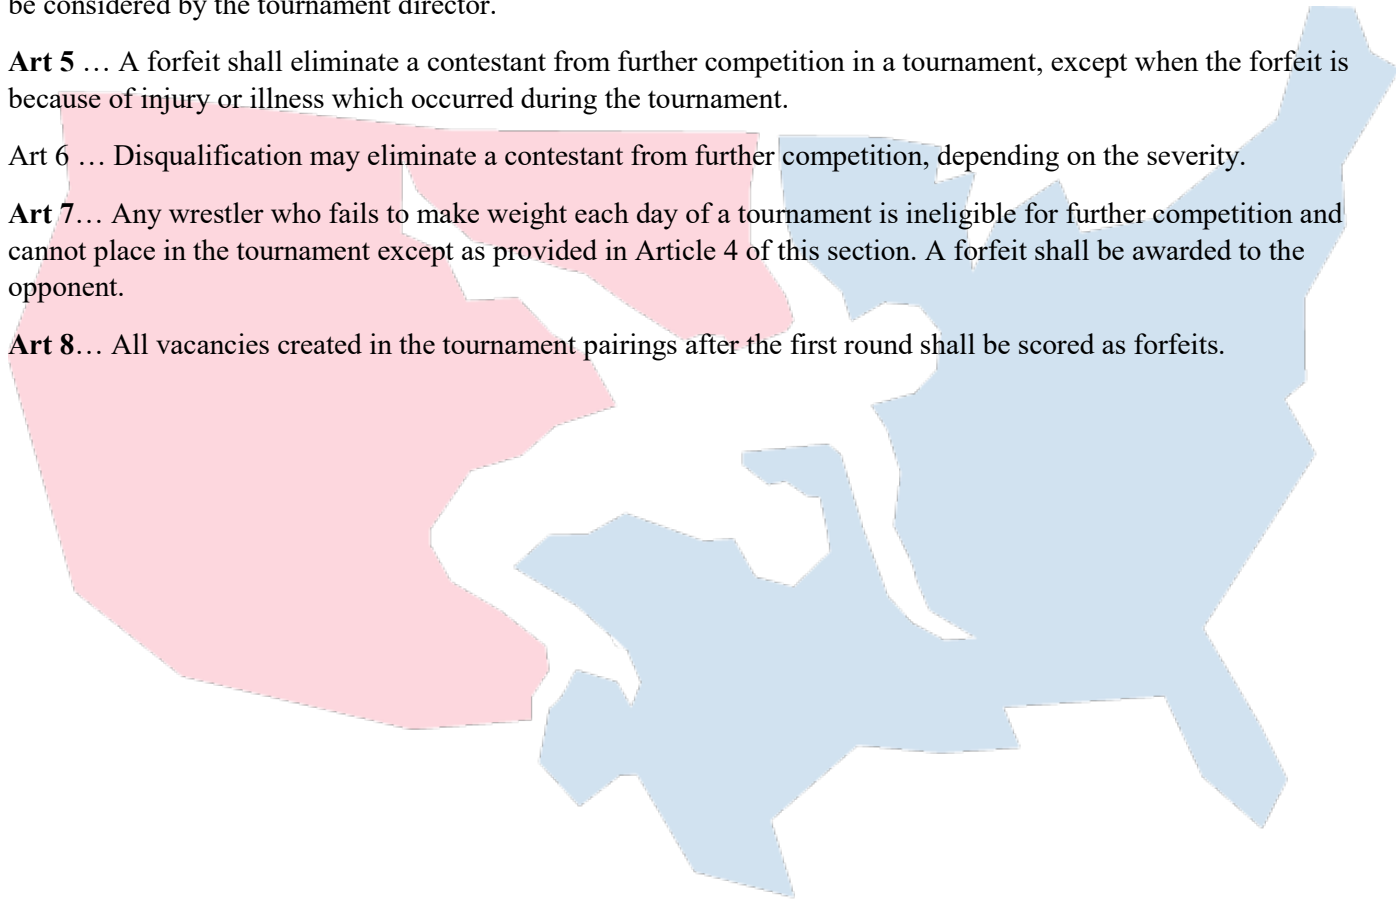 be considered by the tournament director.
Art 5 … A forfeit shall eliminate a contestant from further competition in a tournament, except when the forfeit is
because of injury or illness which occurred during the tournament.
Art 6 … Disqualification may eliminate a contestant from further competition, depending on the severity.
Art 7… Any wrestler who fails to make weight each day of a tournament is ineligible for further competition and
cannot place in the tournament except as provided in Article 4 of this section. A forfeit shall be awarded to the
opponent.
Art 8… All vacancies created in the tournament pairings after the first round shall be scored as forfeits.